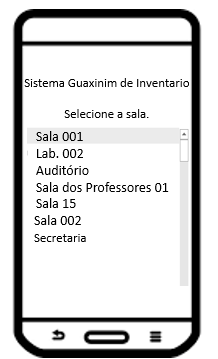 Sistema Guaxinim de Inventario
Selecione a sala.
Sala 001
Lab. 002
Auditório
Sala dos Professores 01
Sala 15
Sala 002
Secretaria